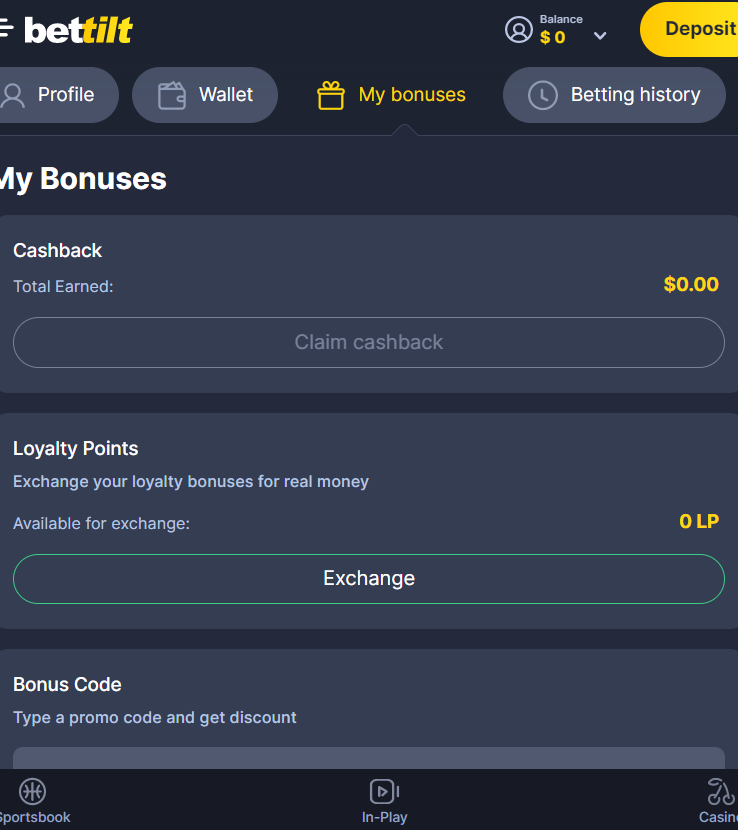 bettilt
Balance
$ 0
Deposit
Profile
Wallet
My bonuses
Betting history
My Bonuses
Cashback
Total Earned:
$0.00
Claim cashback
Loyalty Points
Exchange your loyalty bonuses for real money
Available for exchange:
0 LP
Exchange
Bonus Code
Type a promo code and get discount
Sportsbook
In-Play
Casino